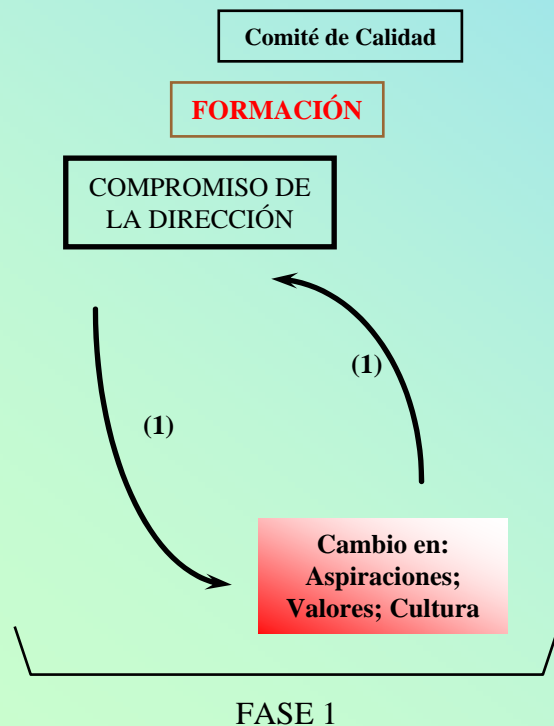 Comité de Calidad
FORMACIÓN
COMPROMISO DE
LA DIRECCIÓN
(1)
(1)
Cambio en:
Aspiraciones;
Valores; Cultura
FASE 1